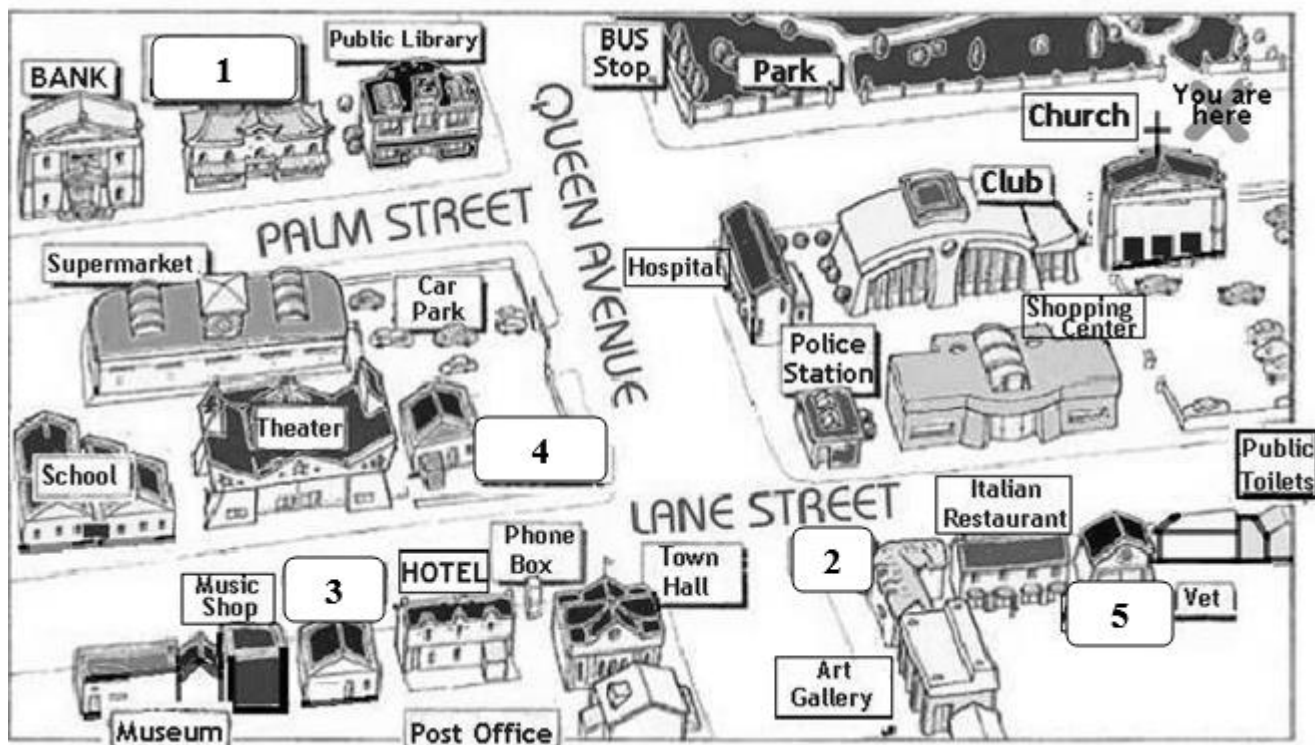 BANK
1
Public Library
QUEEN AVENUE
BUS
Stop
Park
Church
You are
here
PALM STREET
Club
Hospital
Supermarket
Car
Park
Shopping
Center
Police
Station
Theater
4
School
Public
Toilets
LANE STREET
Italian
Restaurant
Phone
Box
Town
Hall
2
HOTEL
Music
Shop
3
5
Vet
Art
Gallery
Museum
Post Office